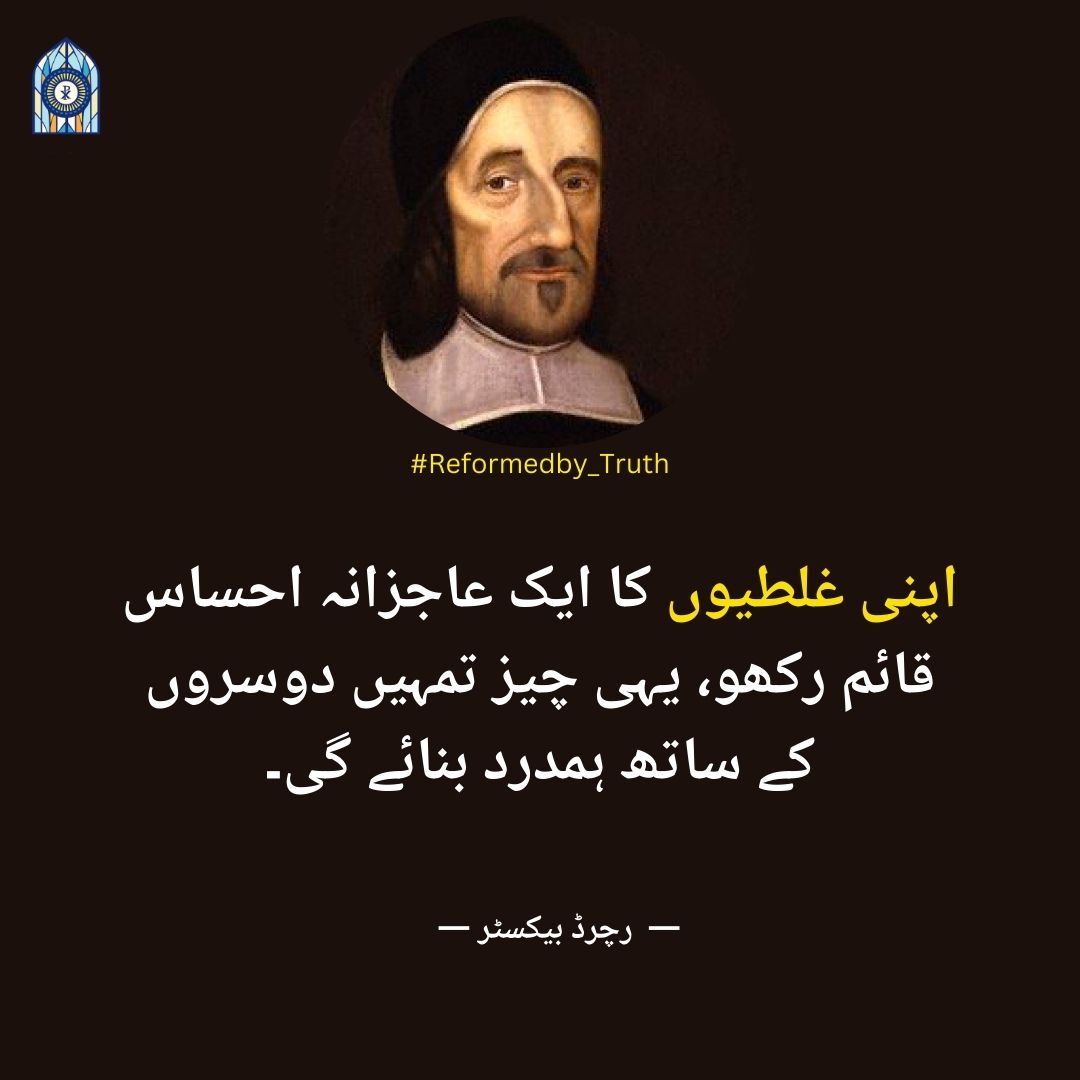 #Reformedby_Truth
اپنی غلطیوں کا ایک عاجزانہ احساس
قائم رکھو، یہی چیز تمہیں دوسروں
کے ساتھ ہمدرد بنائے گی۔
— رچرڈ بیکسٹر —